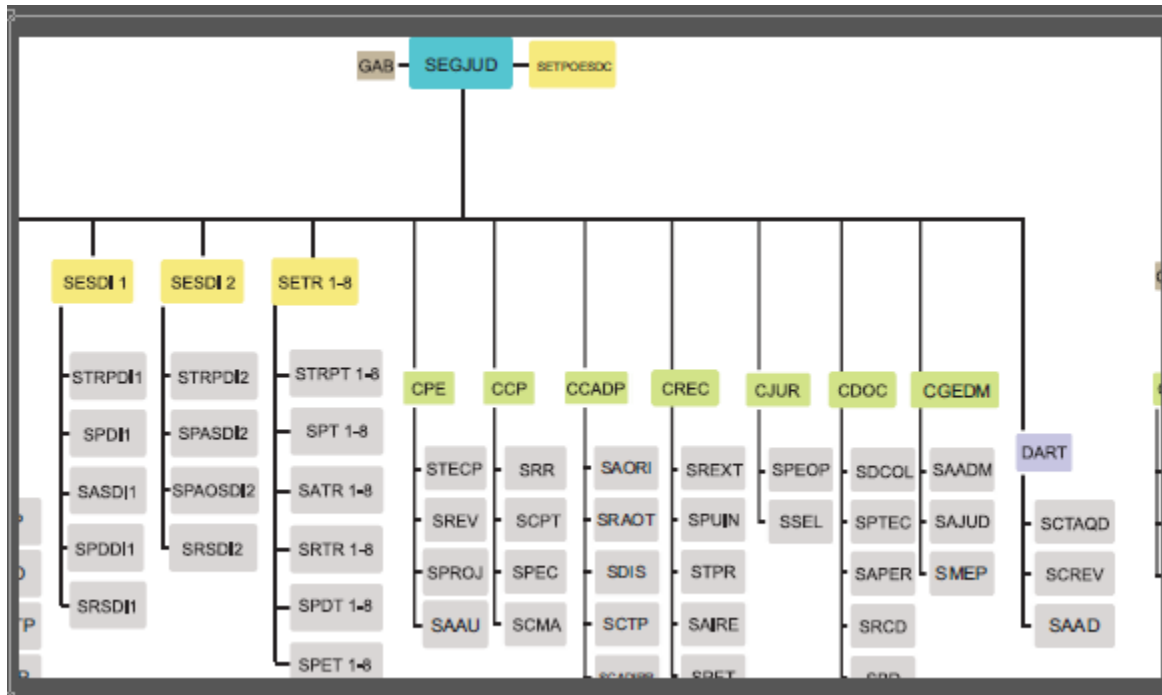 GAB
SEGJUD
SETPOESDC
SESDI 1
SESDI 2
SETR 1-8
STRPDI1
STRPDI2
STRPT 1-8
CPE
CCP
CCADP
CREC
CJUR
CDOC
CGEDM
SPDI1
SPASDI2
SPT 1-8
DART
STECP
SRR
SAORI
SREXT
SPEOP
SDCOL
SAADM
SASDI1
SPAOSDI2
SATR 1-8
SREV
SCPT
SRAOT
SPUIN
SSEL
SPTEC
SAJUD
SCTAQD
SPDDI1
SRSDI2
SRTR 1-8
SPROJ
SPEC
SDIS
STPR
SAPER
SMEP
SCREV
SRSDI1
SPDT 1-8
SAAU
SCMA
SCTP
SAIRE
SRCD
SAAD
SPET 1-8